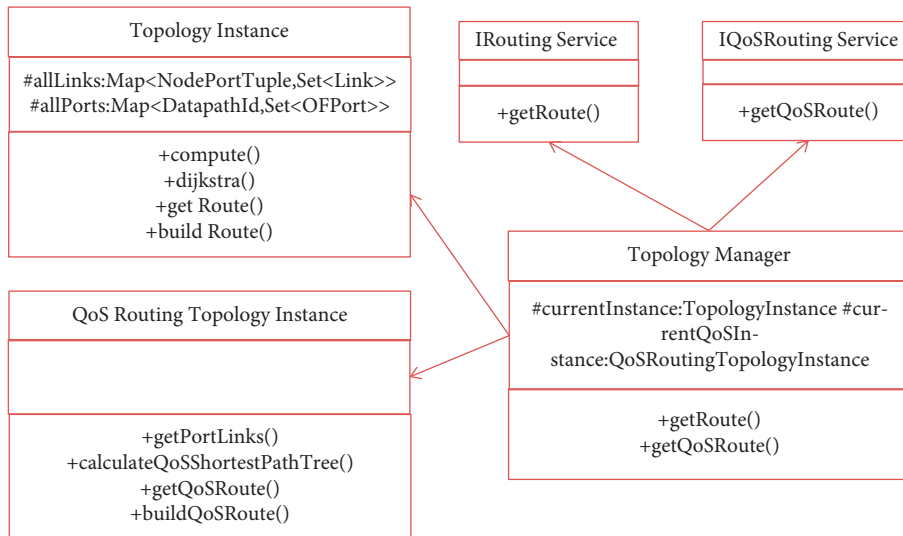 Topology Instance
#allLinks:Map<NodePortTuple,Set<Link>>
#allPorts:Map<DatapathId,Set<OFPort>>
+compute()
+dijkstra()
+get Route()
+build Route()
IRouting Service
+getRoute()
IQoSRouting Service
+getQoSRoute()
QoS Routing Topology Instance
+getPortLinks()
+calculateQoSShortestPathTree()
+getQoSRoute()
+buildQoSRoute()
Topology Manager
#currentInstance:TopologyInstance #cur-
rentQoSIn-
stance:QoSRoutingTopologyInstance
+getRoute()
+getQoSRoute()